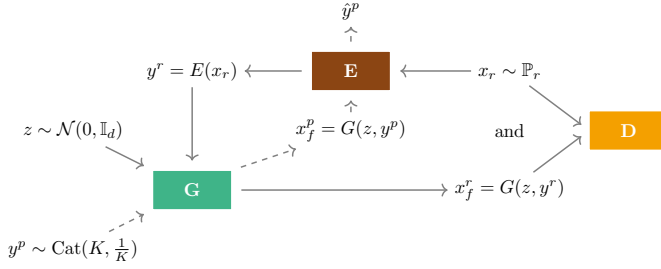 ŷ^p
y^r = E(x_r)
E
x_r ∼ ℙ_r
z ∼ 𝒩(0, 𝕀_d)
x_f^p = G(z, y^p)
and
D
G
x_f^r = G(z, y^r)
y^p ∼ Cat(K, 1/K)